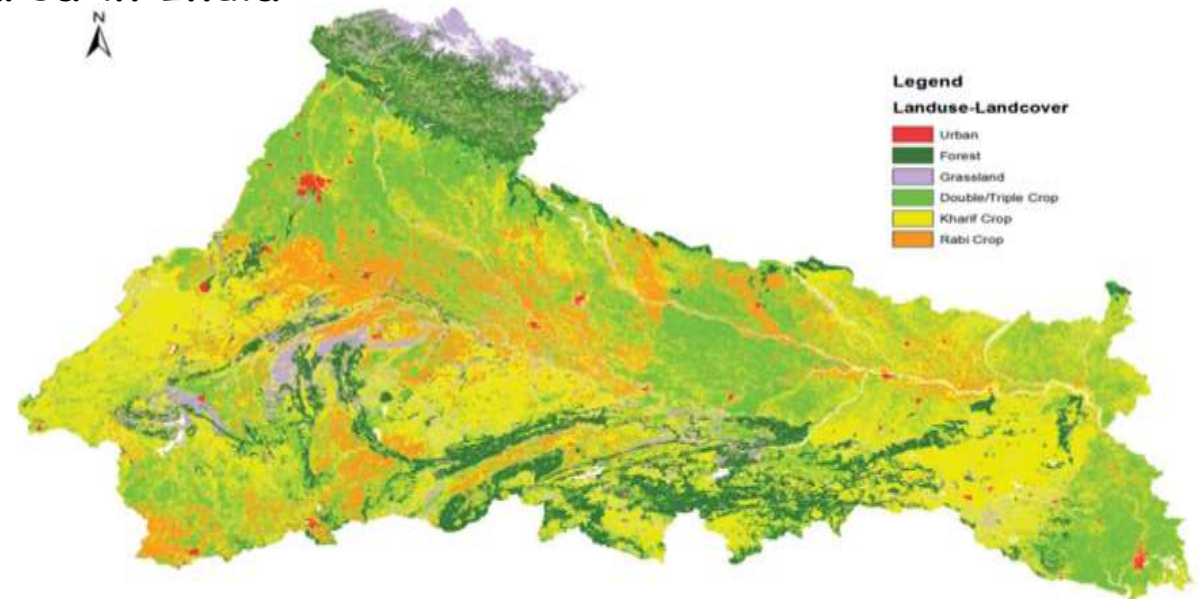 N
Legend
Landuse-Landcover
Urban
Forest
Grassland
Double/Triple Crop
Kharif Crop
Rabi Crop